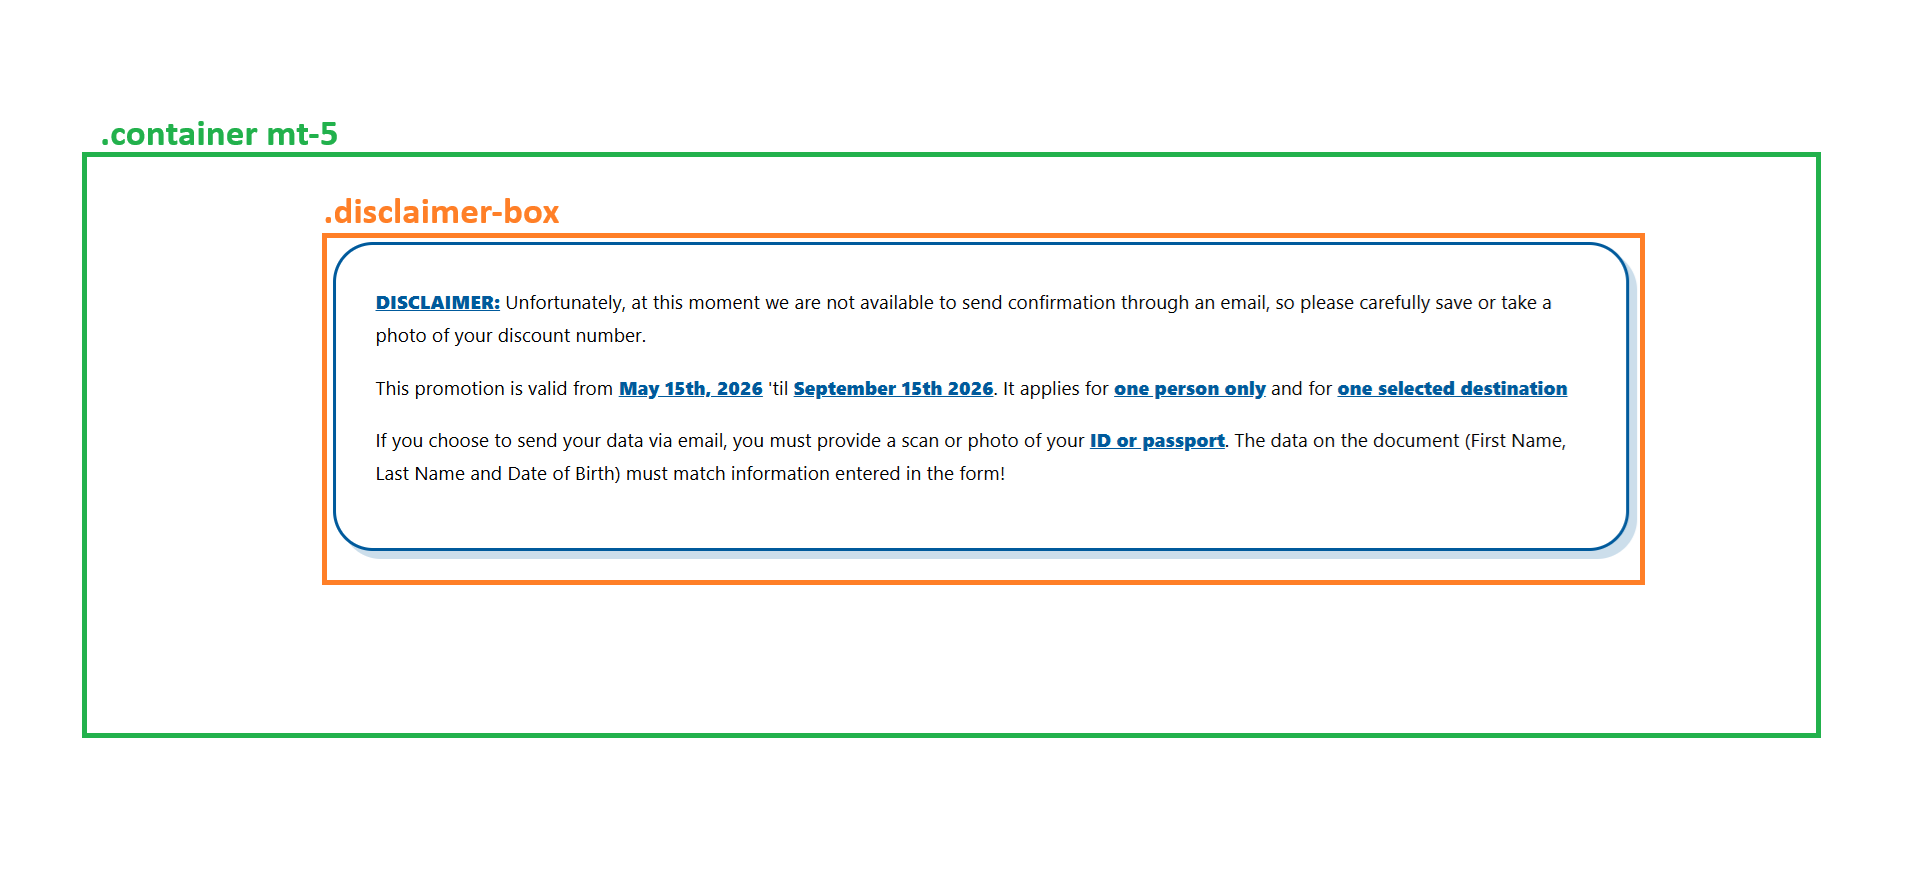 .container mt-5
.disclaimer-box
DISCLAIMER: Unfortunately, at this moment we are not available to send confirmation through an email, so please carefully save or take a
photo of your discount number.
This promotion is valid from May 15th, 2026 'til September 15th 2026. It applies for one person only and for one selected destination
If you choose to send your data via email, you must provide a scan or photo of your ID or passport. The data on the document (First Name,
Last Name and Date of Birth) must match information entered in the form!